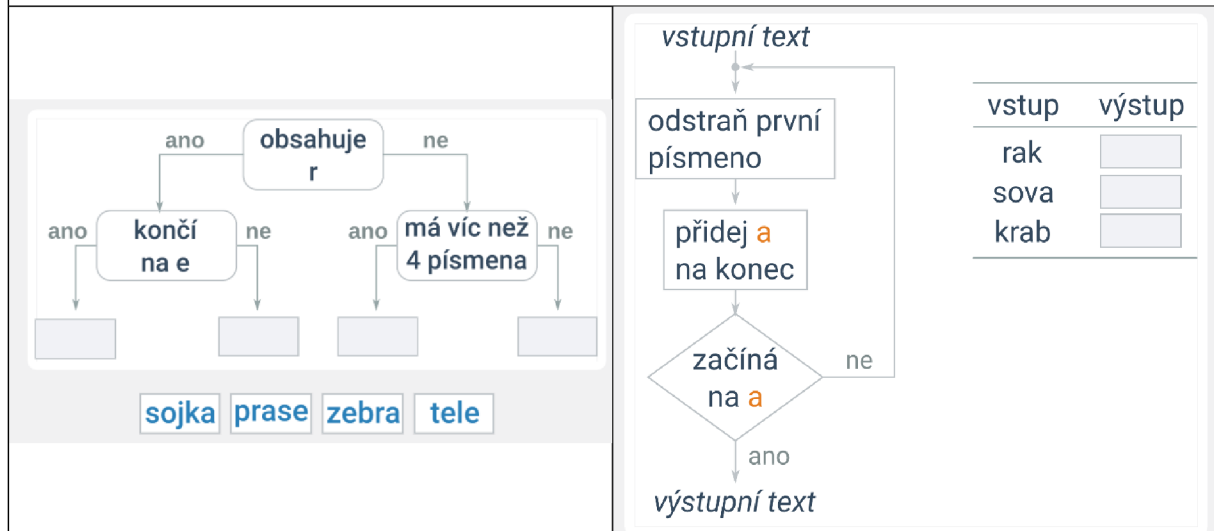 obsahuje
r
ano
ne
končí
na e
ano
ne
má víc než
4 písmena
ano
ne
sojka
prase
zebra
tele
vstupní text
odstraň první
písmeno
přidej a
na konec
začíná
na a
ne
ano
výstupní text
vstup výstup
rak
sova
krab